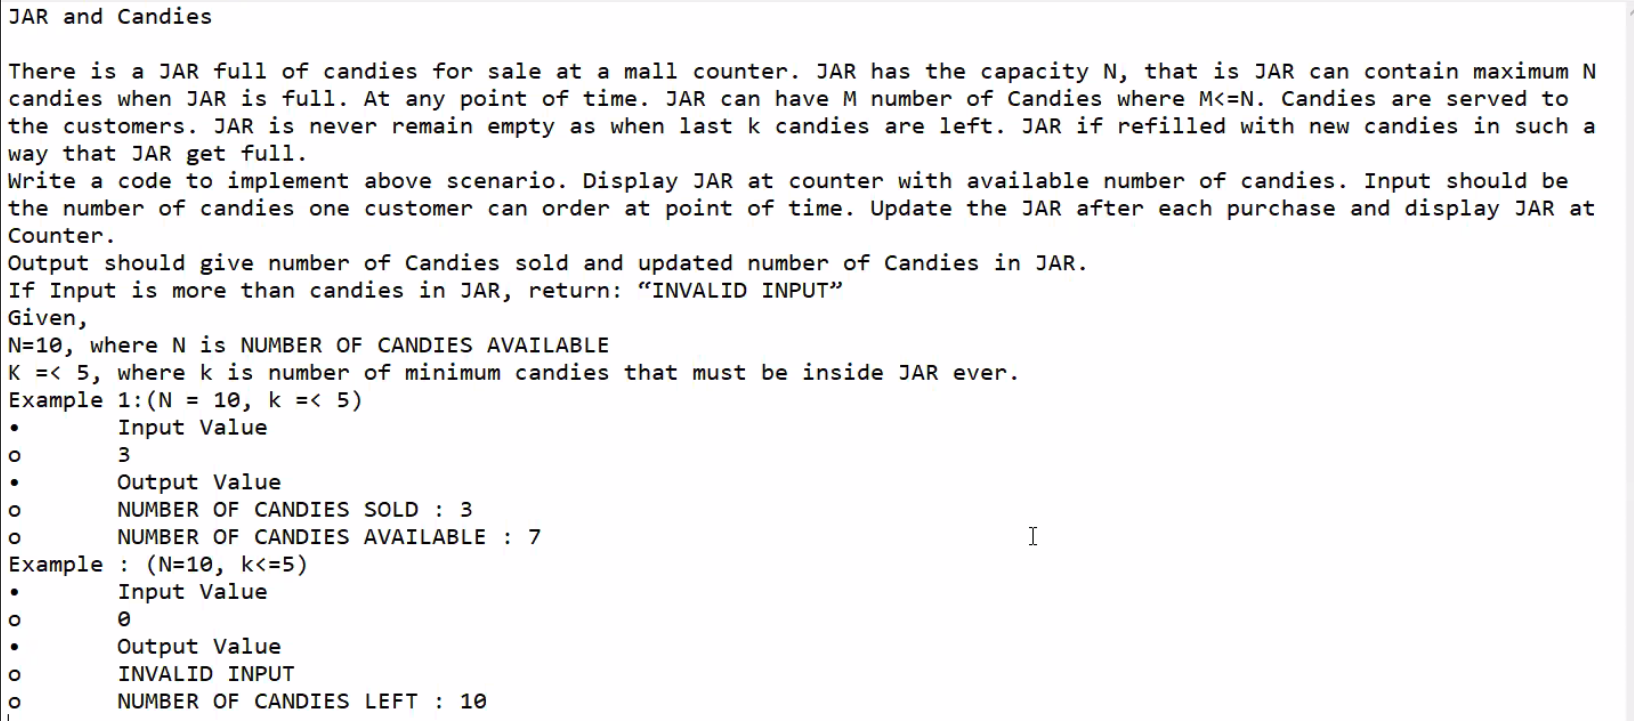 JAR and Candies
There is a JAR full of candies for sale at a mall counter. JAR has the capacity N, that is JAR can contain maximum N
candies when JAR is full. At any point of time. JAR can have M number of Candies where M<=N. Candies are served to
the customers. JAR is never remain empty as when last k candies are left. JAR if refilled with new candies in such a
way that JAR get full.
Write a code to implement above scenario. Display JAR at counter with available number of candies. Input should be
the number of candies one customer can order at point of time. Update the JAR after each purchase and display JAR at
Counter.
Output should give number of Candies sold and updated number of Candies in JAR.
If Input is more than candies in JAR, return: “INVALID INPUT”
Given,
N=10, where N is NUMBER OF CANDIES AVAILABLE
K =< 5, where k is number of minimum candies that must be inside JAR ever.
Example 1:(N = 10, k =< 5)
• Input Value
o 3
• Output Value
o NUMBER OF CANDIES SOLD : 3
o NUMBER OF CANDIES AVAILABLE : 7
Example : (N=10, k<=5)
• Input Value
o 0
• Output Value
o INVALID INPUT
o NUMBER OF CANDIES LEFT : 10